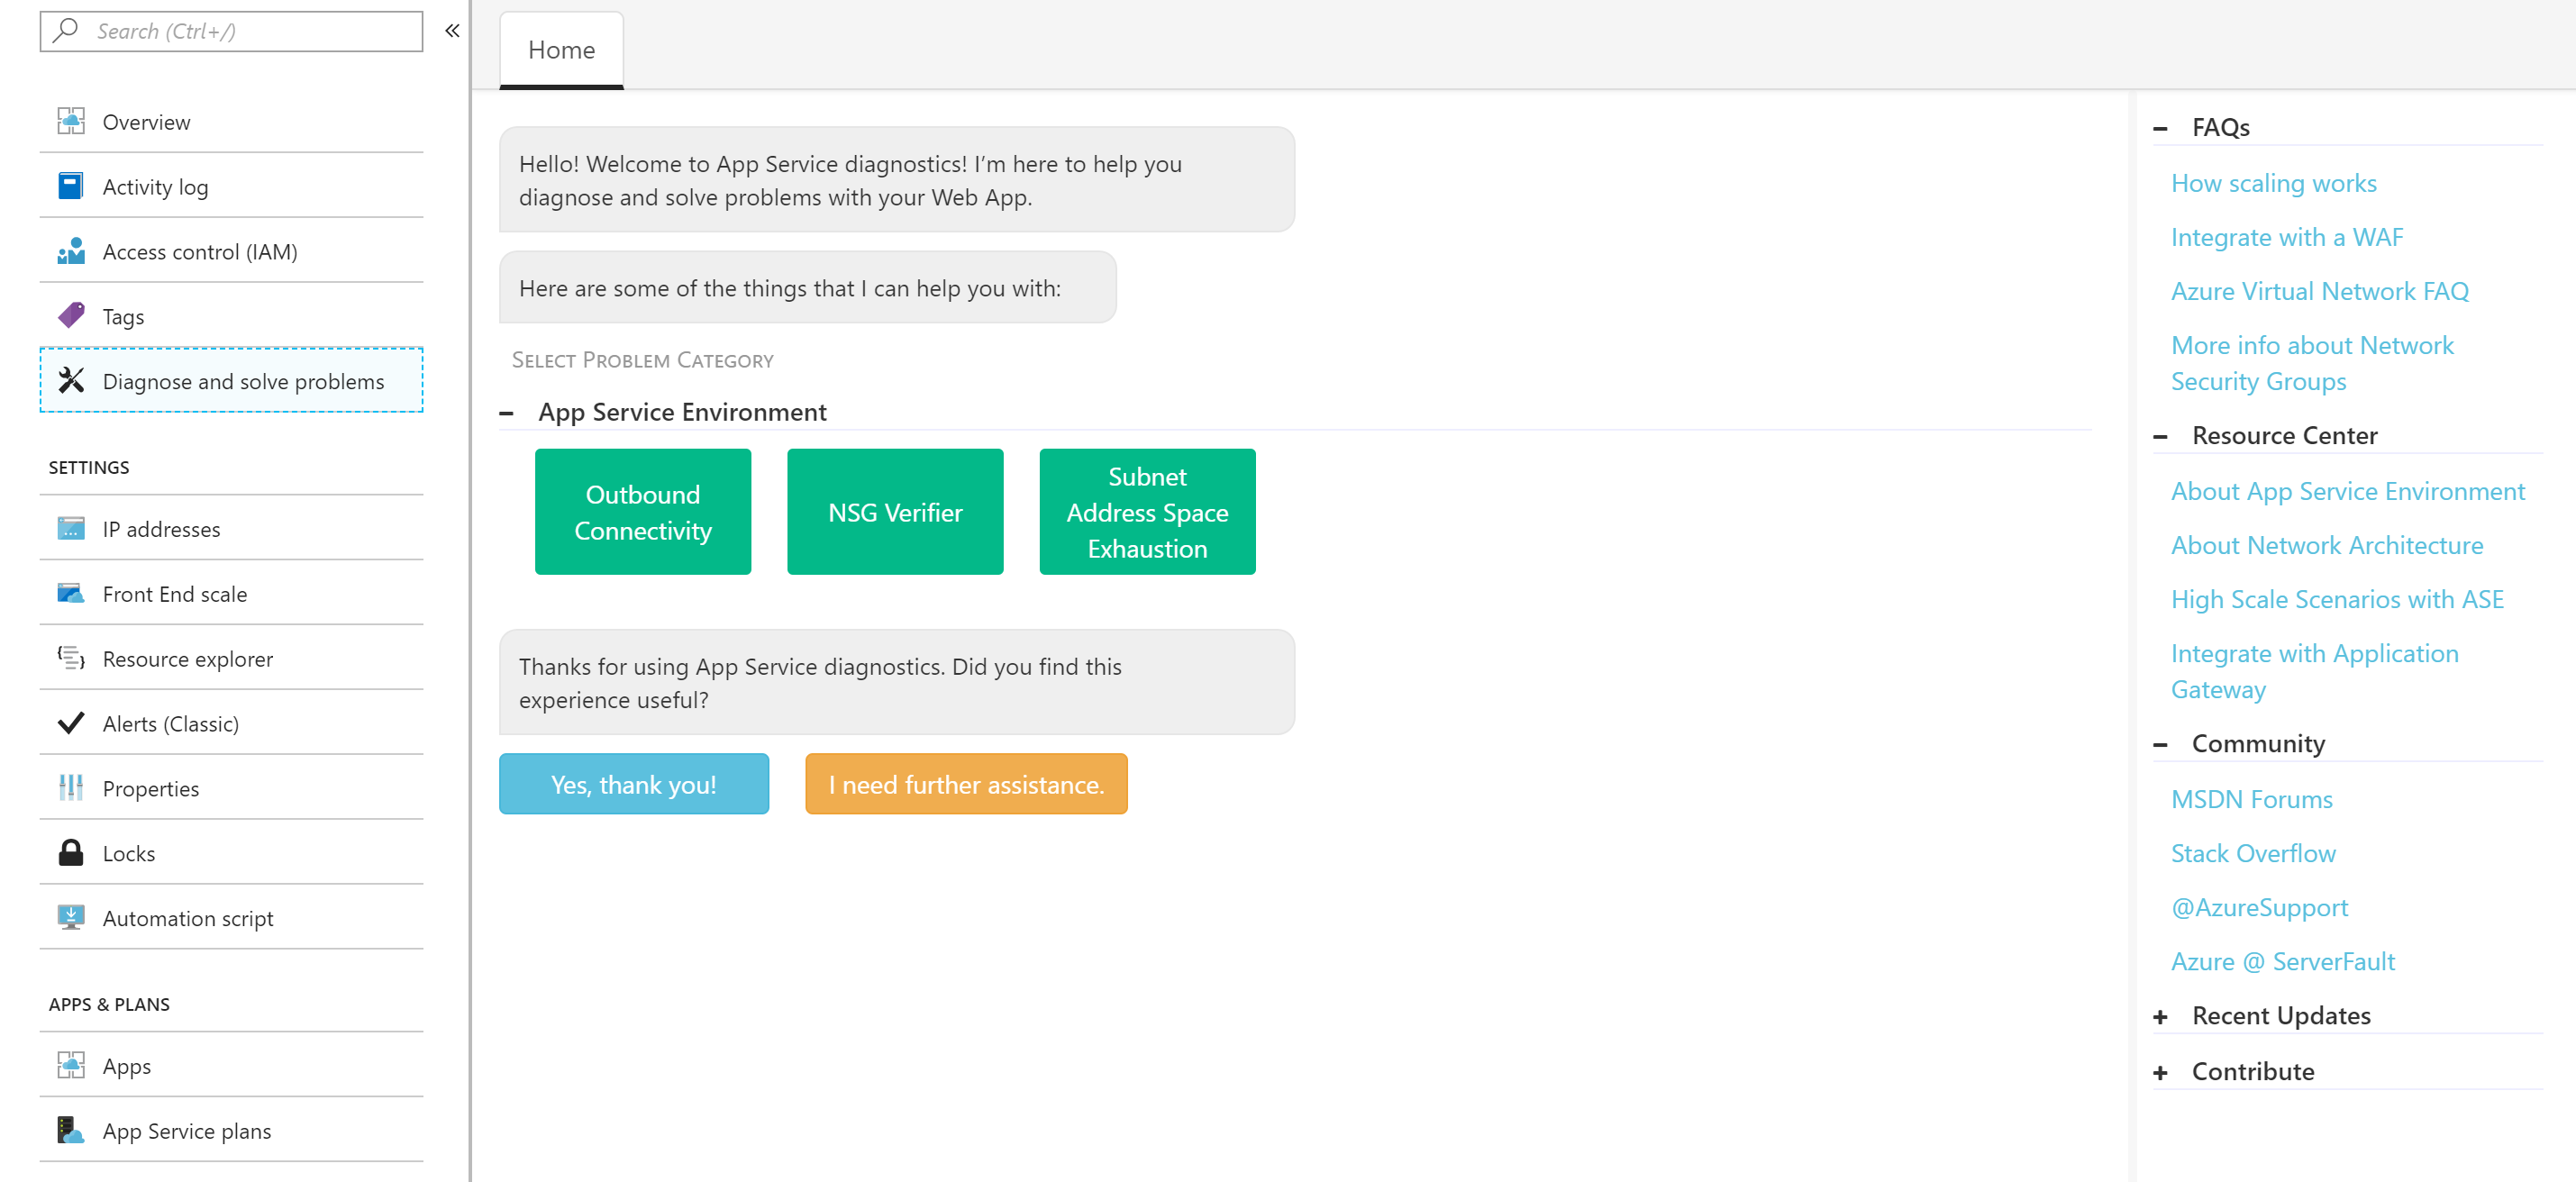 Search (Ctrl+/)
«
Overview
Activity log
Access control (IAM)
Tags
Diagnose and solve problems
SETTINGS
IP addresses
Front End scale
Resource explorer
Alerts (Classic)
Properties
Locks
Automation script
APPS & PLANS
Apps
App Service plans
Home
Hello! Welcome to App Service diagnostics! I’m here to help you
diagnose and solve problems with your Web App.
Here are some of the things that I can help you with:
SELECT PROBLEM CATEGORY
App Service Environment
Outbound
Connectivity
NSG Verifier
Subnet
Address Space
Exhaustion
Thanks for using App Service diagnostics. Did you find this
experience useful?
Yes, thank you!
I need further assistance.
FAQs
How scaling works
Integrate with a WAF
Azure Virtual Network FAQ
More info about Network
Security Groups
Resource Center
About App Service Environment
About Network Architecture
High Scale Scenarios with ASE
Integrate with Application
Gateway
Community
MSDN Forums
Stack Overflow
@AzureSupport
Azure @ ServerFault
Recent Updates
Contribute